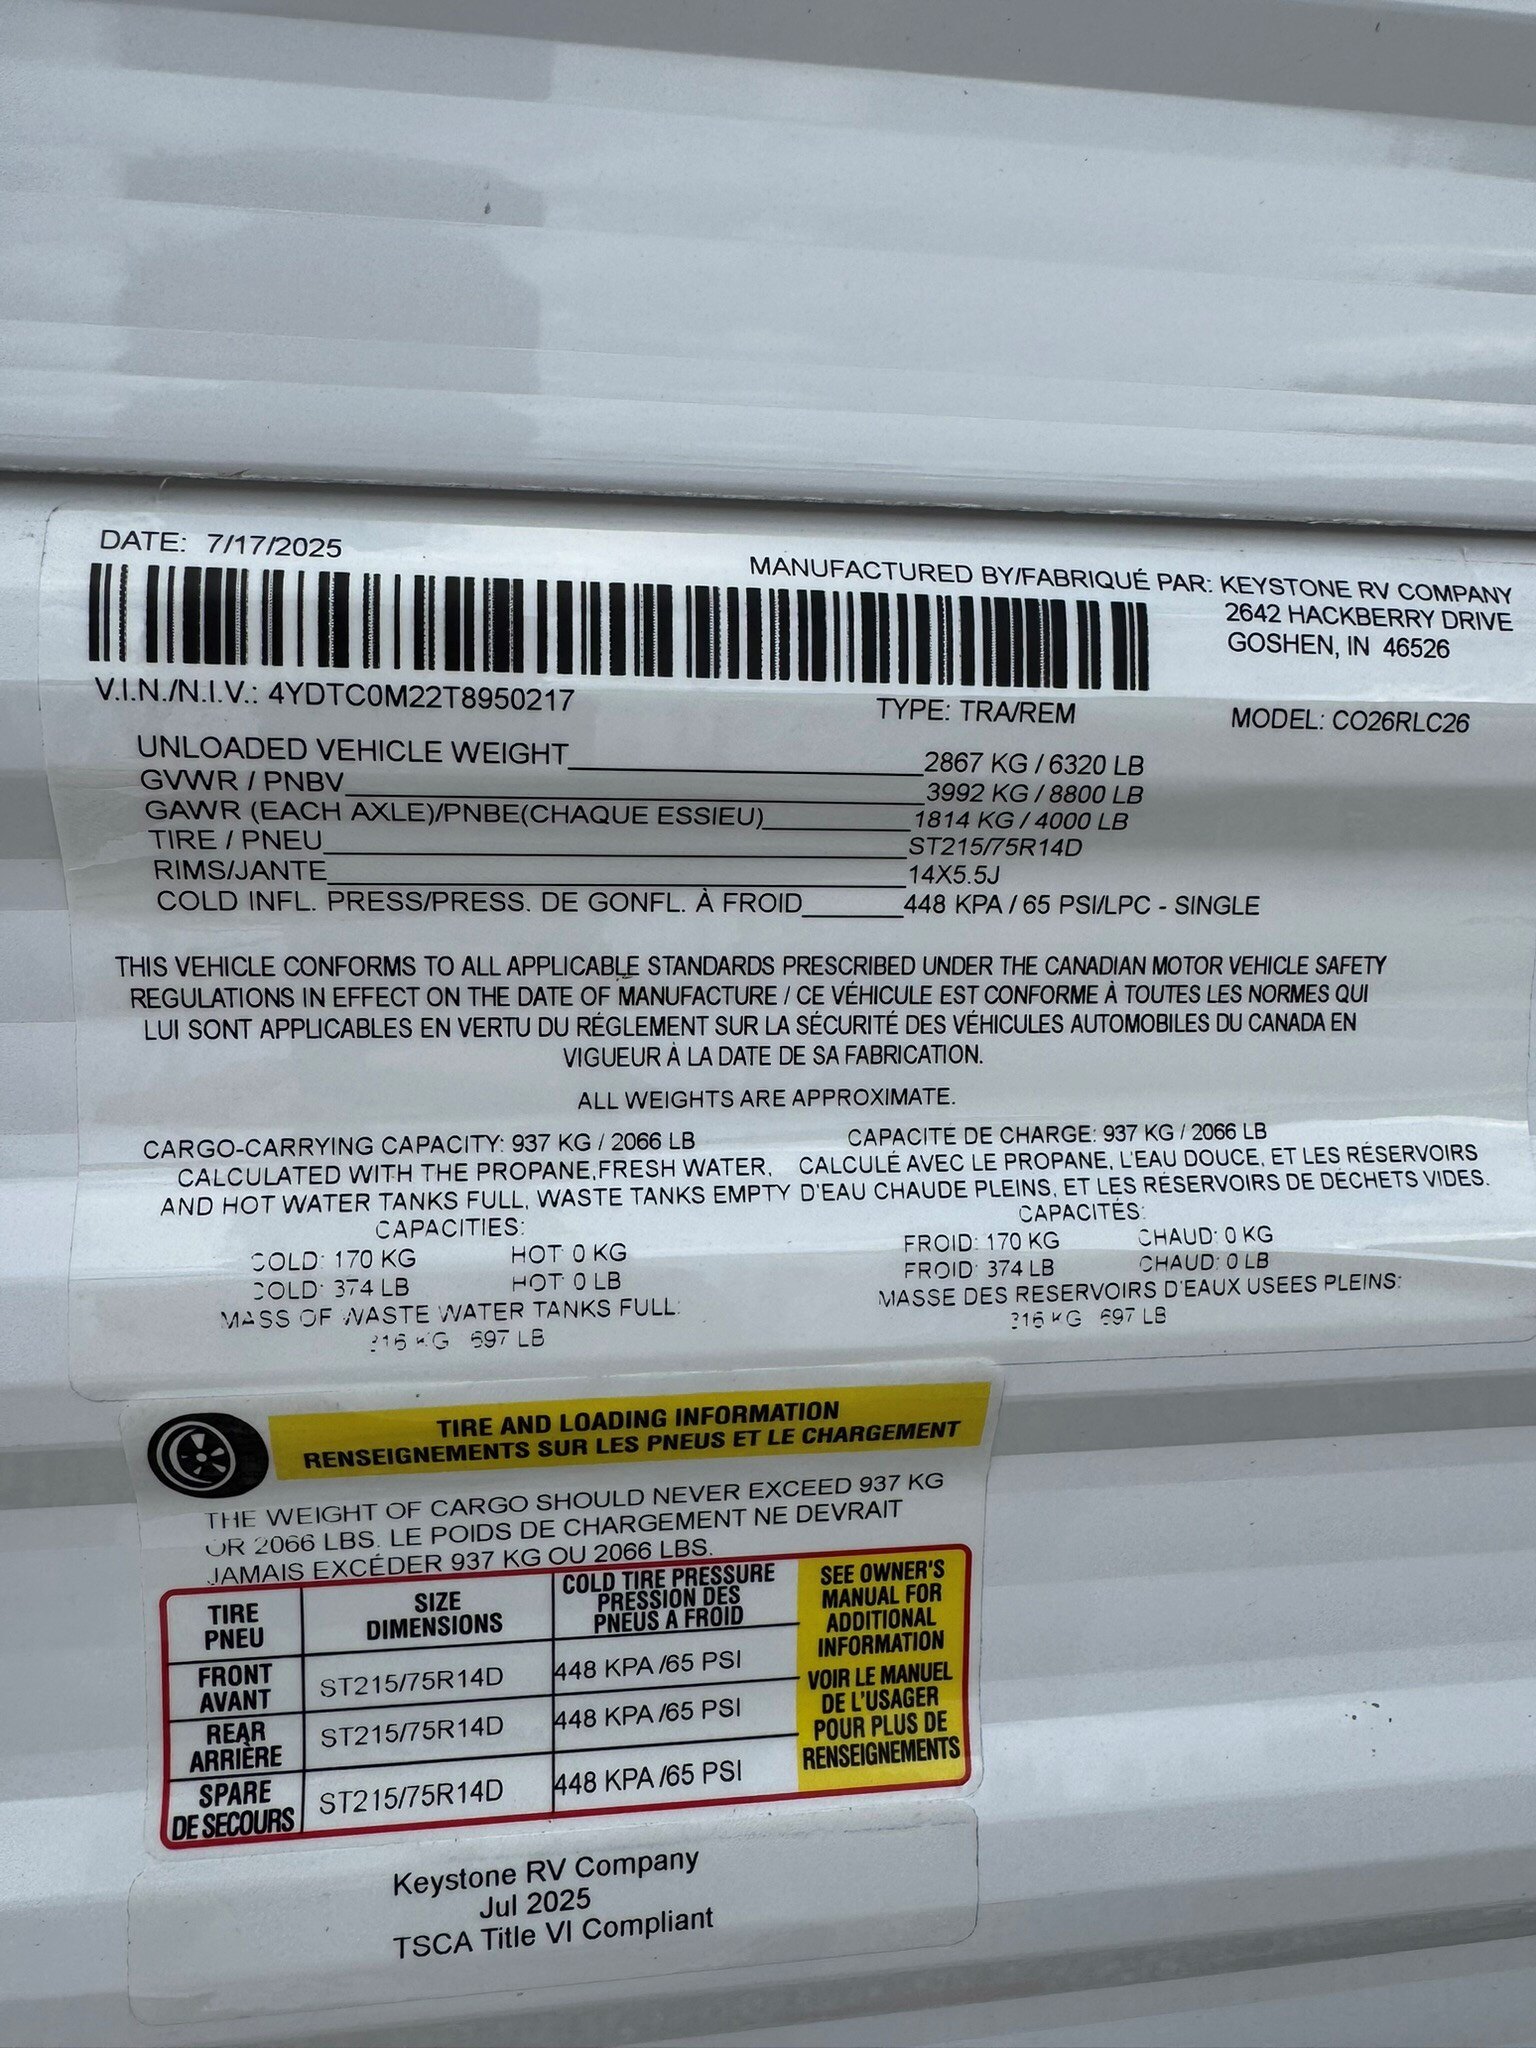 DATE: 7/17/2025
MANUFACTURED BY/FABRIQUÉ PAR: KEYSTONE RV COMPANY
2642 HACKBERRY DRIVE
GOSHEN, IN 46526
V.I.N./N.I.V.: 4YDTC0M22T8950217
TYPE: TRA/REM
MODEL: CO26RLC26
UNLOADED VEHICLE WEIGHT 2867 KG / 6320 LB
GVWR / PNBV 3992 KG / 8800 LB
GAWR (EACH AXLE)/PNBE(CHAQUE ESSIEU) 1814 KG / 4000 LB
TIRE / PNEU ST215/75R14D
RIMS/JANTE 14X5.5J
COLD INFL. PRESS/PRESS. DE GONFL. À FROID 448 KPA / 65 PSI/LPC - SINGLE
THIS VEHICLE CONFORMS TO ALL APPLICABLE STANDARDS PRESCRIBED UNDER THE CANADIAN MOTOR VEHICLE SAFETY
REGULATIONS IN EFFECT ON THE DATE OF MANUFACTURE / CE VÉHICULE EST CONFORME À TOUTES LES NORMES QUI
LUI SONT APPLICABLES EN VERTU DU RÉGLEMENT SUR LA SÉCURITÉ DES VÉHICULES AUTOMOBILES DU CANADA EN
VIGUEUR À LA DATE DE SA FABRICATION.
ALL WEIGHTS ARE APPROXIMATE.
CARGO-CARRYING CAPACITY: 937 KG / 2066 LB
CALCULATED WITH THE PROPANE,FRESH WATER,
AND HOT WATER TANKS FULL, WASTE TANKS EMPTY
CAPACITIES:
COLD: 170 KG HOT: 0 KG
COLD: 374 LB HOT: 0 LB
MASS OF WASTE WATER TANKS FULL:
316 KG 697 LB
CAPACITE DE CHARGE: 937 KG / 2066 LB
CALCULÉ AVEC LE PROPANE, L'EAU DOUCE, ET LES RÉSERVOIRS
D'EAU CHAUDE PLEINS, ET LES RÉSERVOIRS DE DÉCHETS VIDES.
CAPACITÉS:
FROID: 170 KG CHAUD: 0 KG
FROID: 374 LB CHAUD: 0 LB
MASSE DES RESERVOIRS D'EAUX USEES PLEINS:
316 KG 697 LB
TIRE AND LOADING INFORMATION
RENSEIGNEMENTS SUR LES PNEUS ET LE CHARGEMENT
THE WEIGHT OF CARGO SHOULD NEVER EXCEED 937 KG
OR 2066 LBS. LE POIDS DE CHARGEMENT NE DEVRAIT
JAMAIS EXCÉDER 937 KG OU 2066 LBS.
TIRE
PNEU
SIZE
DIMENSIONS
COLD TIRE PRESSURE
PRESSION DES
PNEUS A FROID
FRONT
AVANT
ST215/75R14D
448 KPA /65 PSI
REAR
ARRIÈRE
ST215/75R14D
448 KPA /65 PSI
SPARE
DE SECOURS
ST215/75R14D
448 KPA /65 PSI
SEE OWNER'S
MANUAL FOR
ADDITIONAL
INFORMATION
VOIR LE MANUEL
DE L'USAGER
POUR PLUS DE
RENSEIGNEMENTS
Keystone RV Company
Jul 2025
TSCA Title VI Compliant